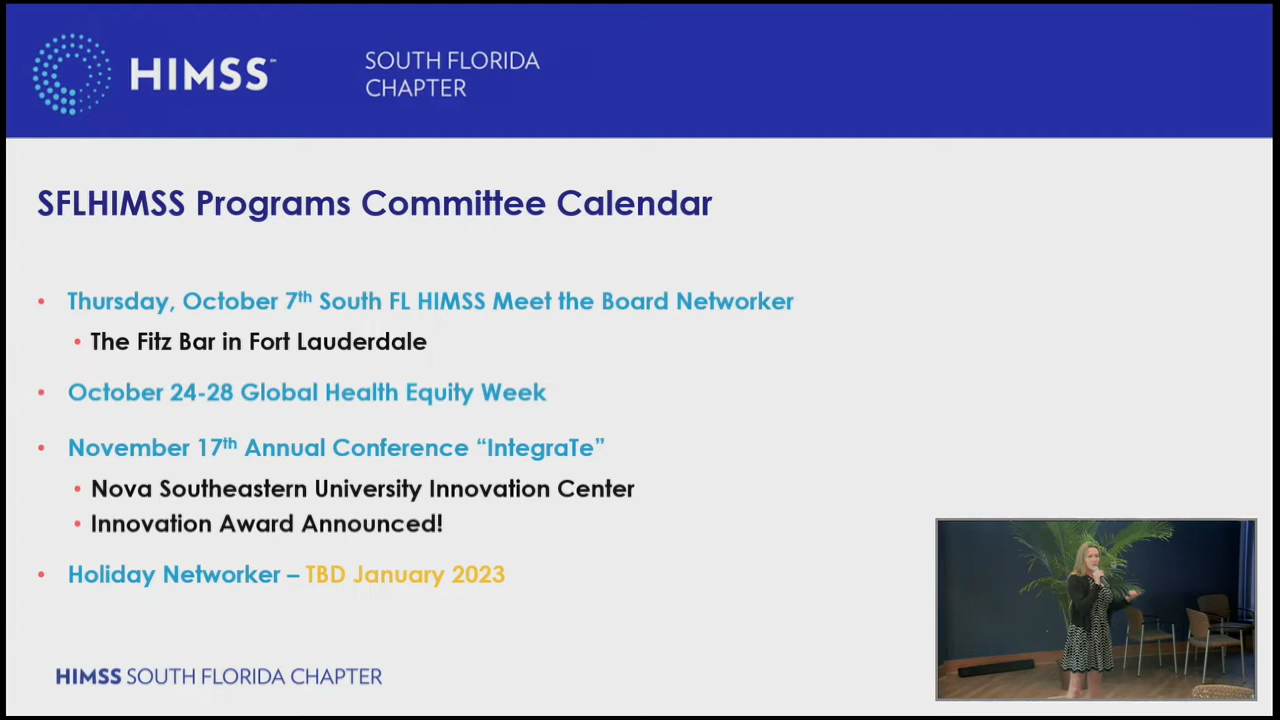 HIMSS™
SOUTH FLORIDA
CHAPTER
SFLHIMSS Programs Committee Calendar
• Thursday, October 7th South FL HIMSS Meet the Board Networker
• The Fitz Bar in Fort Lauderdale
• October 24-28 Global Health Equity Week
• November 17th Annual Conference “IntegraTe”
• Nova Southeastern University Innovation Center
• Innovation Award Announced!
• Holiday Networker – TBD January 2023
HIMSS SOUTH FLORIDA CHAPTER